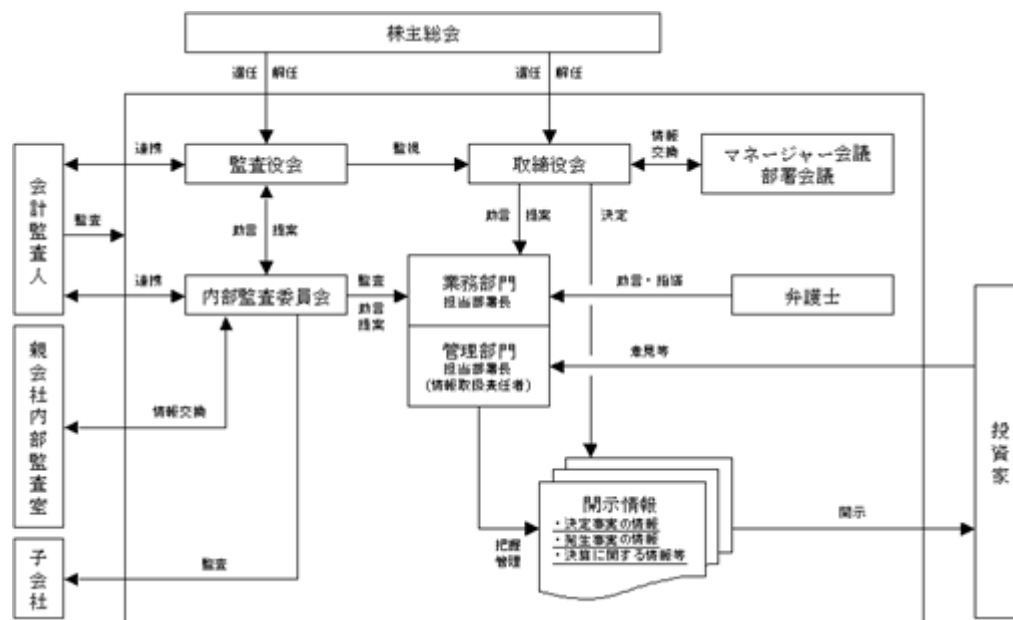 株主総会
選任 解任
選任 解任
連携
監査役会
監視
取締役会
情報
交換
マネージャー会議
部署会議
会計監査人
監査
助言 提案
助言 提案
決定
連携
内部監査委員会
監査
助言
提案
業務部門
担当部署長
助言・指導
弁護士
管理部門
担当部署長
(情報取扱責任者)
意見等
親会社内部監査室
情報交換
投資家
開示情報
・決定事実の情報
・発生事実の情報
・決算に関する情報等
把握
管理
開示
子会社
監査